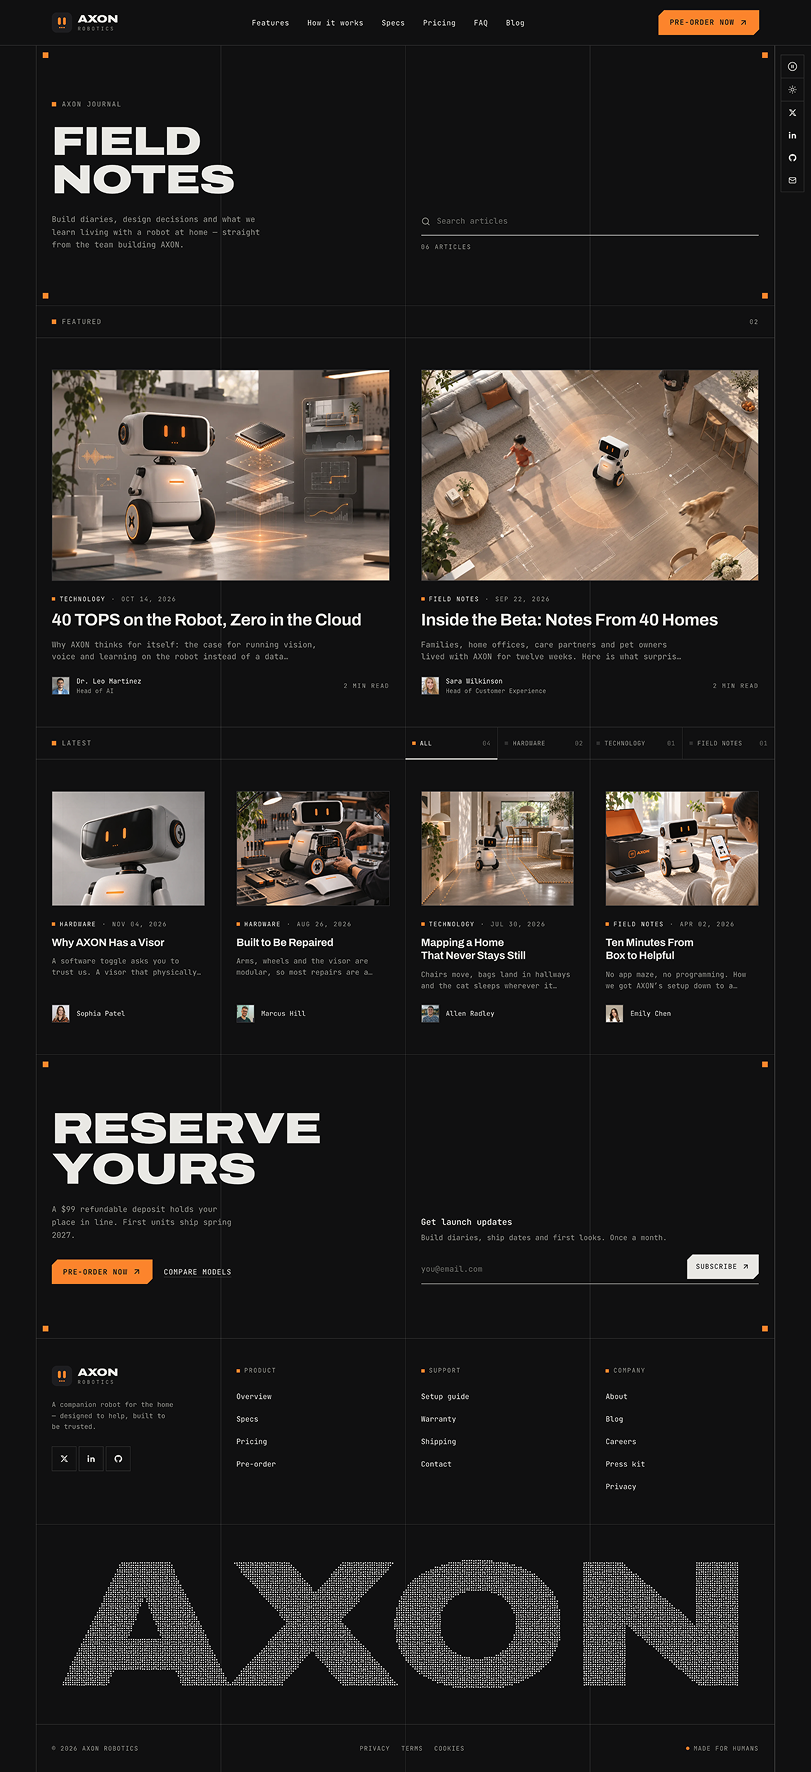 AXON
ROBOTICS
Features How it works Specs Pricing FAQ Blog
PRE-ORDER NOW
AXON JOURNAL
FIELD
NOTES
Build diaries, design decisions and what we
learn living with a robot at home — straight
from the team building AXON.
Search articles
06 ARTICLES
FEATURED
02
TECHNOLOGY · OCT 14, 2026
40 TOPS on the Robot, Zero in the Cloud
Why AXON thinks for itself: the case for running vision,
voice and learning on the robot instead of a data…
Dr. Leo Martinez
Head of AI
2 MIN READ
FIELD NOTES · SEP 22, 2026
Inside the Beta: Notes From 40 Homes
Families, home offices, care partners and pet owners
lived with AXON for twelve weeks. Here is what surpris…
Sara Wilkinson
Head of Customer Experience
2 MIN READ
LATEST
ALL 04
HARDWARE 02
TECHNOLOGY 01
FIELD NOTES 01
HARDWARE · NOV 04, 2026
Why AXON Has a Visor
A software toggle asks you to
trust us. A visor that physically…
Sophia Patel
HARDWARE · AUG 26, 2026
Built to Be Repaired
Arms, wheels and the visor are
modular, so most repairs are a…
Marcus Hill
TECHNOLOGY · JUL 30, 2026
Mapping a Home
That Never Stays Still
Chairs move, bags land in hallways
and the cat sleeps wherever it…
Allen Radley
AXON
FIELD NOTES · APR 02, 2026
Ten Minutes From
Box to Helpful
No app maze, no programming. How
we got AXON’s setup down to a…
Emily Chen
RESERVE
YOURS
A $99 refundable deposit holds your
place in line. First units ship spring
2027.
PRE-ORDER NOW
COMPARE MODELS
Get launch updates
Build diaries, ship dates and first looks. Once a month.
you@email.com
SUBSCRIBE
AXON
ROBOTICS
A companion robot for the home
— designed to help, built to
be trusted.
PRODUCT
Overview
Specs
Pricing
Pre-order
SUPPORT
Setup guide
Warranty
Shipping
Contact
COMPANY
About
Blog
Careers
Press kit
Privacy
AXON
© 2026 AXON ROBOTICS
PRIVACY TERMS COOKIES
MADE FOR HUMANS